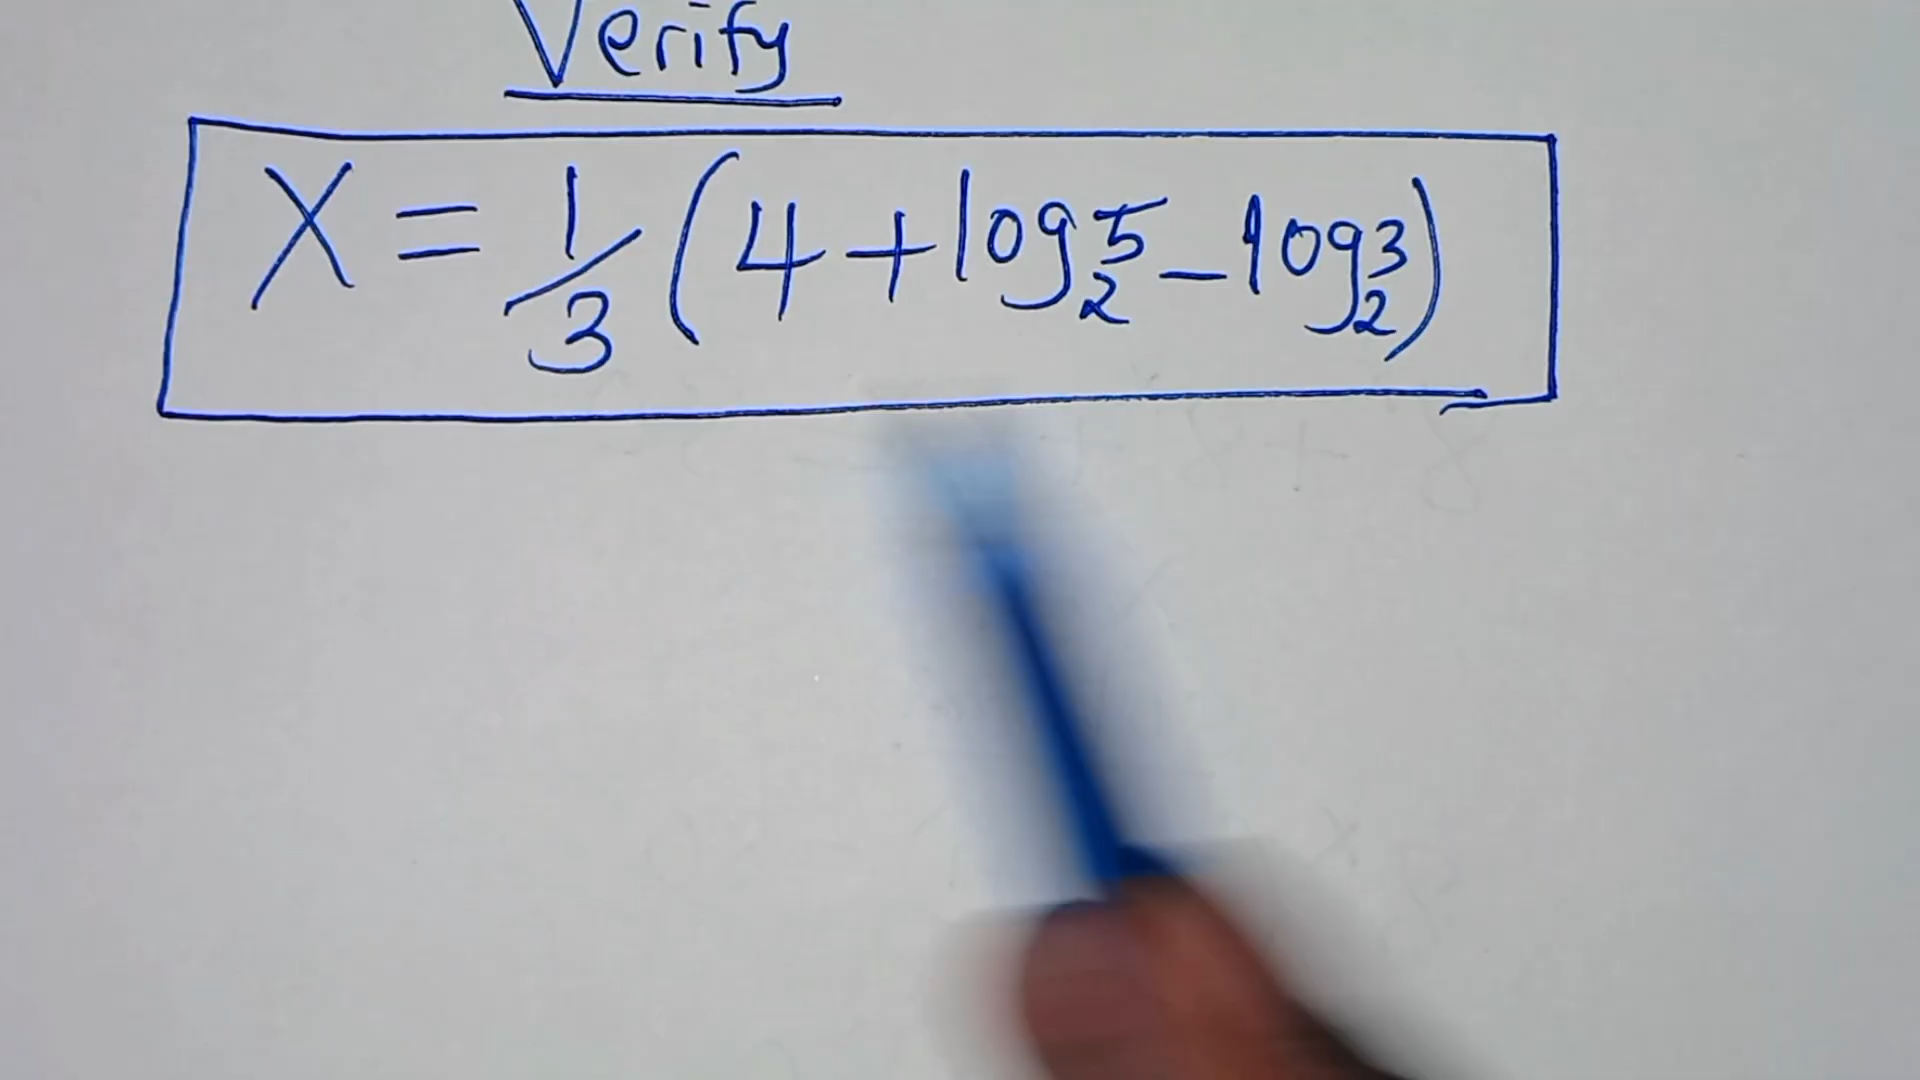 Verify
X = 1/3 (4 + log₂5 − log₂3)